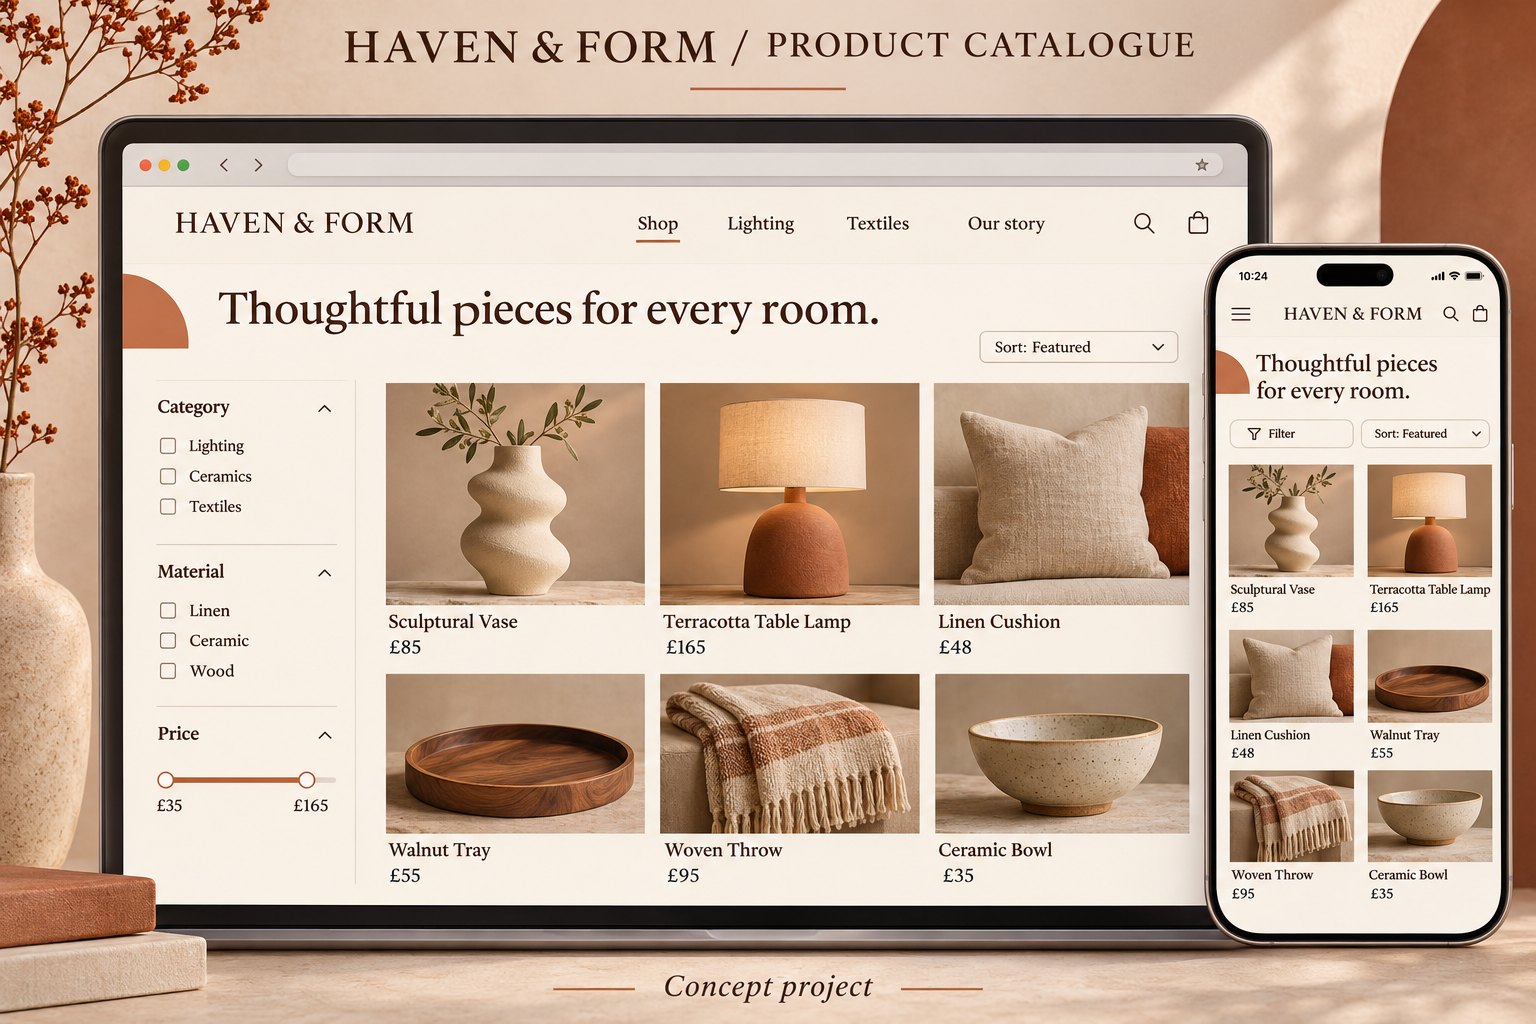 HAVEN & FORM / PRODUCT CATALOGUE
HAVEN & FORM
Shop
Lighting
Textiles
Our story
Thoughtful pieces for every room.
Sort: Featured
Category
Lighting
Ceramics
Textiles
Material
Linen
Ceramic
Wood
Price
£35
£165
Sculptural Vase
£85
Terracotta Table Lamp
£165
Linen Cushion
£48
Walnut Tray
£55
Woven Throw
£95
Ceramic Bowl
£35
10:24
HAVEN & FORM
Thoughtful pieces
for every room.
Filter
Sort: Featured
Sculptural Vase
£85
Terracotta Table Lamp
£165
Linen Cushion
£48
Walnut Tray
£55
Woven Throw
£95
Ceramic Bowl
£35
Concept project